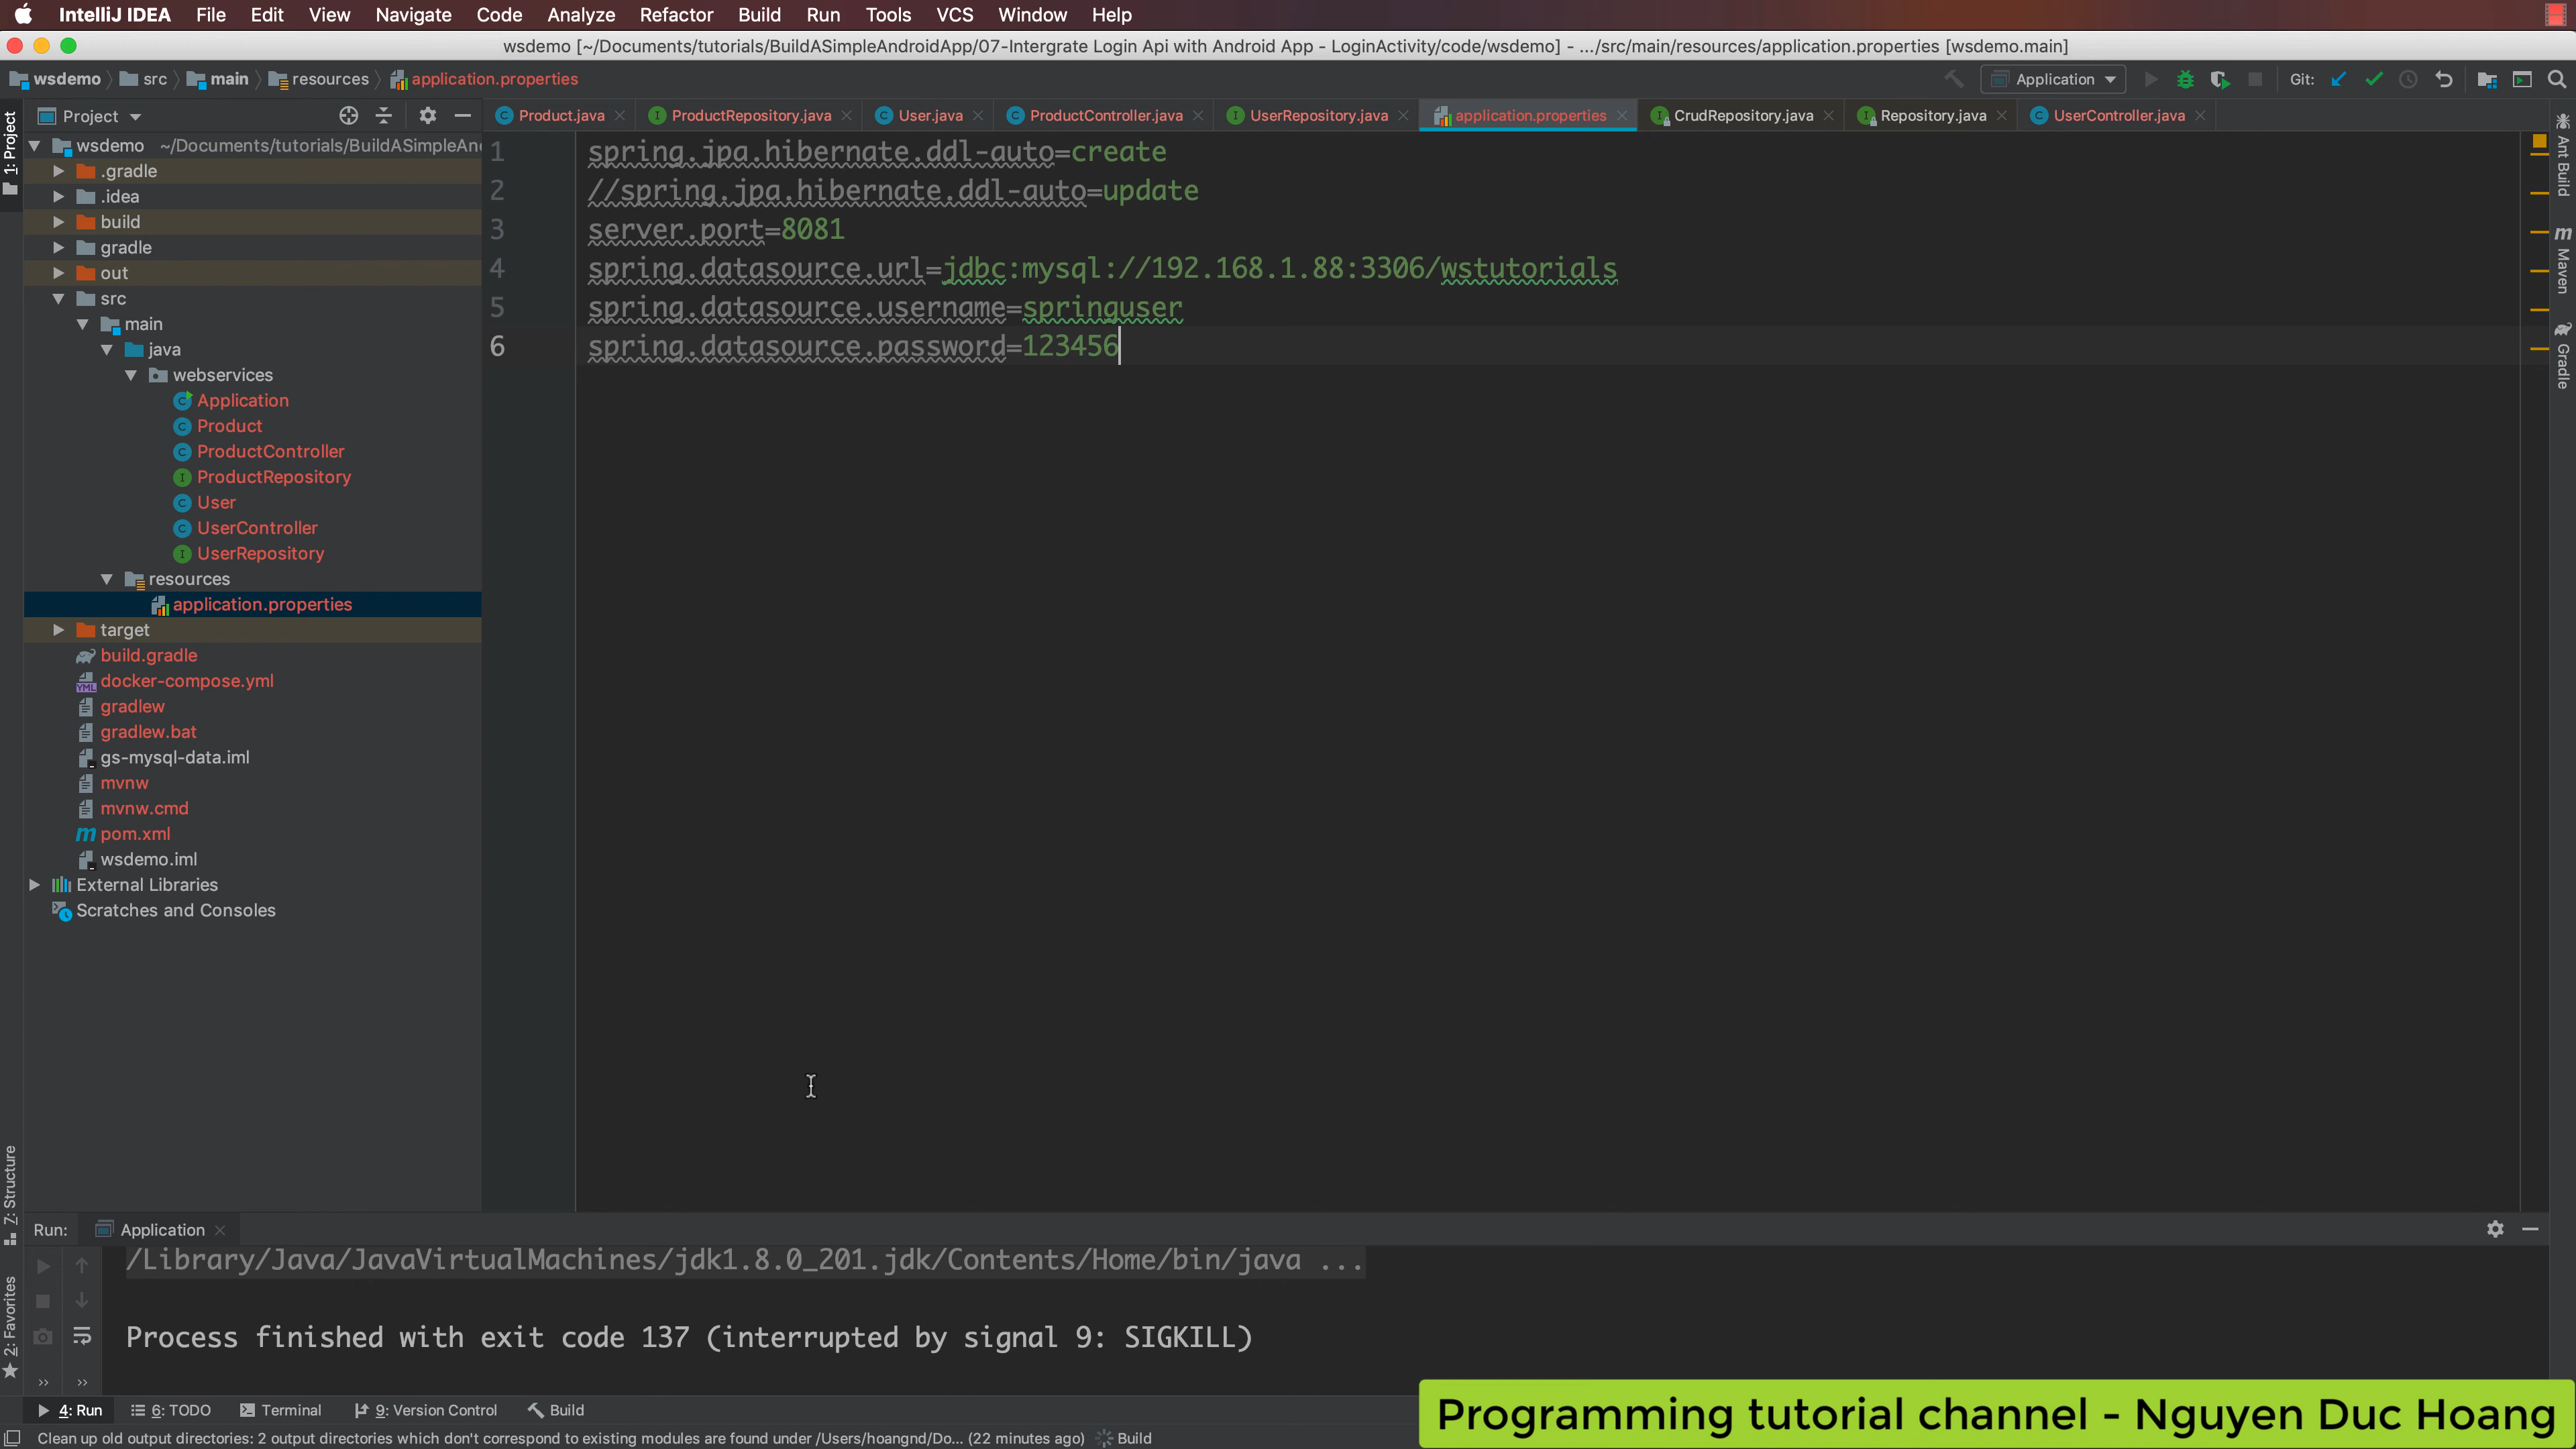 IntelliJ IDEA File Edit View Navigate Code Analyze Refactor Build Run Tools VCS Window Help
wsdemo [~/Documents/tutorials/BuildASimpleAndroidApp/07-Intergrate Login Api with Android App - LoginActivity/code/wsdemo] - .../src/main/resources/application.properties [wsdemo.main]
wsdemo src main resources application.properties Application Git:
Project
Product.java ProductRepository.java User.java ProductController.java UserRepository.java application.properties CrudRepository.java Repository.java UserController.java
1: Project
wsdemo ~/Documents/tutorials/BuildASimpleAn
.gradle
.idea
build
gradle
out
src
main
java
webservices
Application
Product
ProductController
ProductRepository
User
UserController
UserRepository
resources
application.properties
target
build.gradle
docker-compose.yml
gradlew
gradlew.bat
gs-mysql-data.iml
mvnw
mvnw.cmd
pom.xml
wsdemo.iml
External Libraries
Scratches and Consoles
1 spring.jpa.hibernate.ddl-auto=create
2 //spring.jpa.hibernate.ddl-auto=update
3 server.port=8081
4 spring.datasource.url=jdbc:mysql://192.168.1.88:3306/wstutorials
5 spring.datasource.username=springuser
6 spring.datasource.password=123456
Ant Build
Maven
Gradle
Z: Structure
2: Favorites
Run: Application
/Library/Java/JavaVirtualMachines/jdk1.8.0_201.jdk/Contents/Home/bin/java ...
Process finished with exit code 137 (interrupted by signal 9: SIGKILL)
4: Run 6: TODO Terminal 9: Version Control Build
Clean up old output directories: 2 output directories which don't correspond to existing modules are found under /Users/hoangnd/Do... (22 minutes ago) Build
Programming tutorial channel - Nguyen Duc Hoang